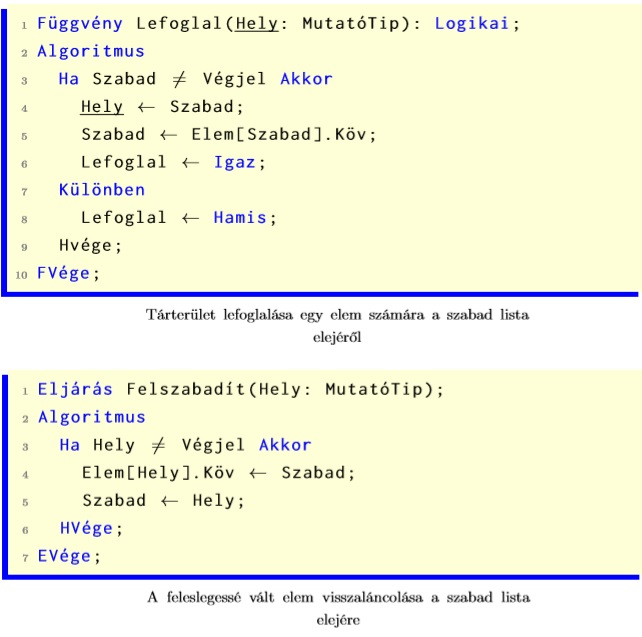 1 Függvény Lefoglal(Hely: MutatóTip): Logikai;
2 Algoritmus
3 Ha Szabad ≠ Végjel Akkor
4 Hely ← Szabad;
5 Szabad ← Elem[Szabad].Köv;
6 Lefoglal ← Igaz;
7 Különben
8 Lefoglal ← Hamis;
9 Hvége;
10 FVége;
Tárterület lefoglalása egy elem számára a szabad lista
elejéről
1 Eljárás Felszabadít(Hely: MutatóTip);
2 Algoritmus
3 Ha Hely ≠ Végjel Akkor
4 Elem[Hely].Köv ← Szabad;
5 Szabad ← Hely;
6 HVége;
7 EVége;
A feleslegessé vált elem visszaláncolása a szabad lista
elejére